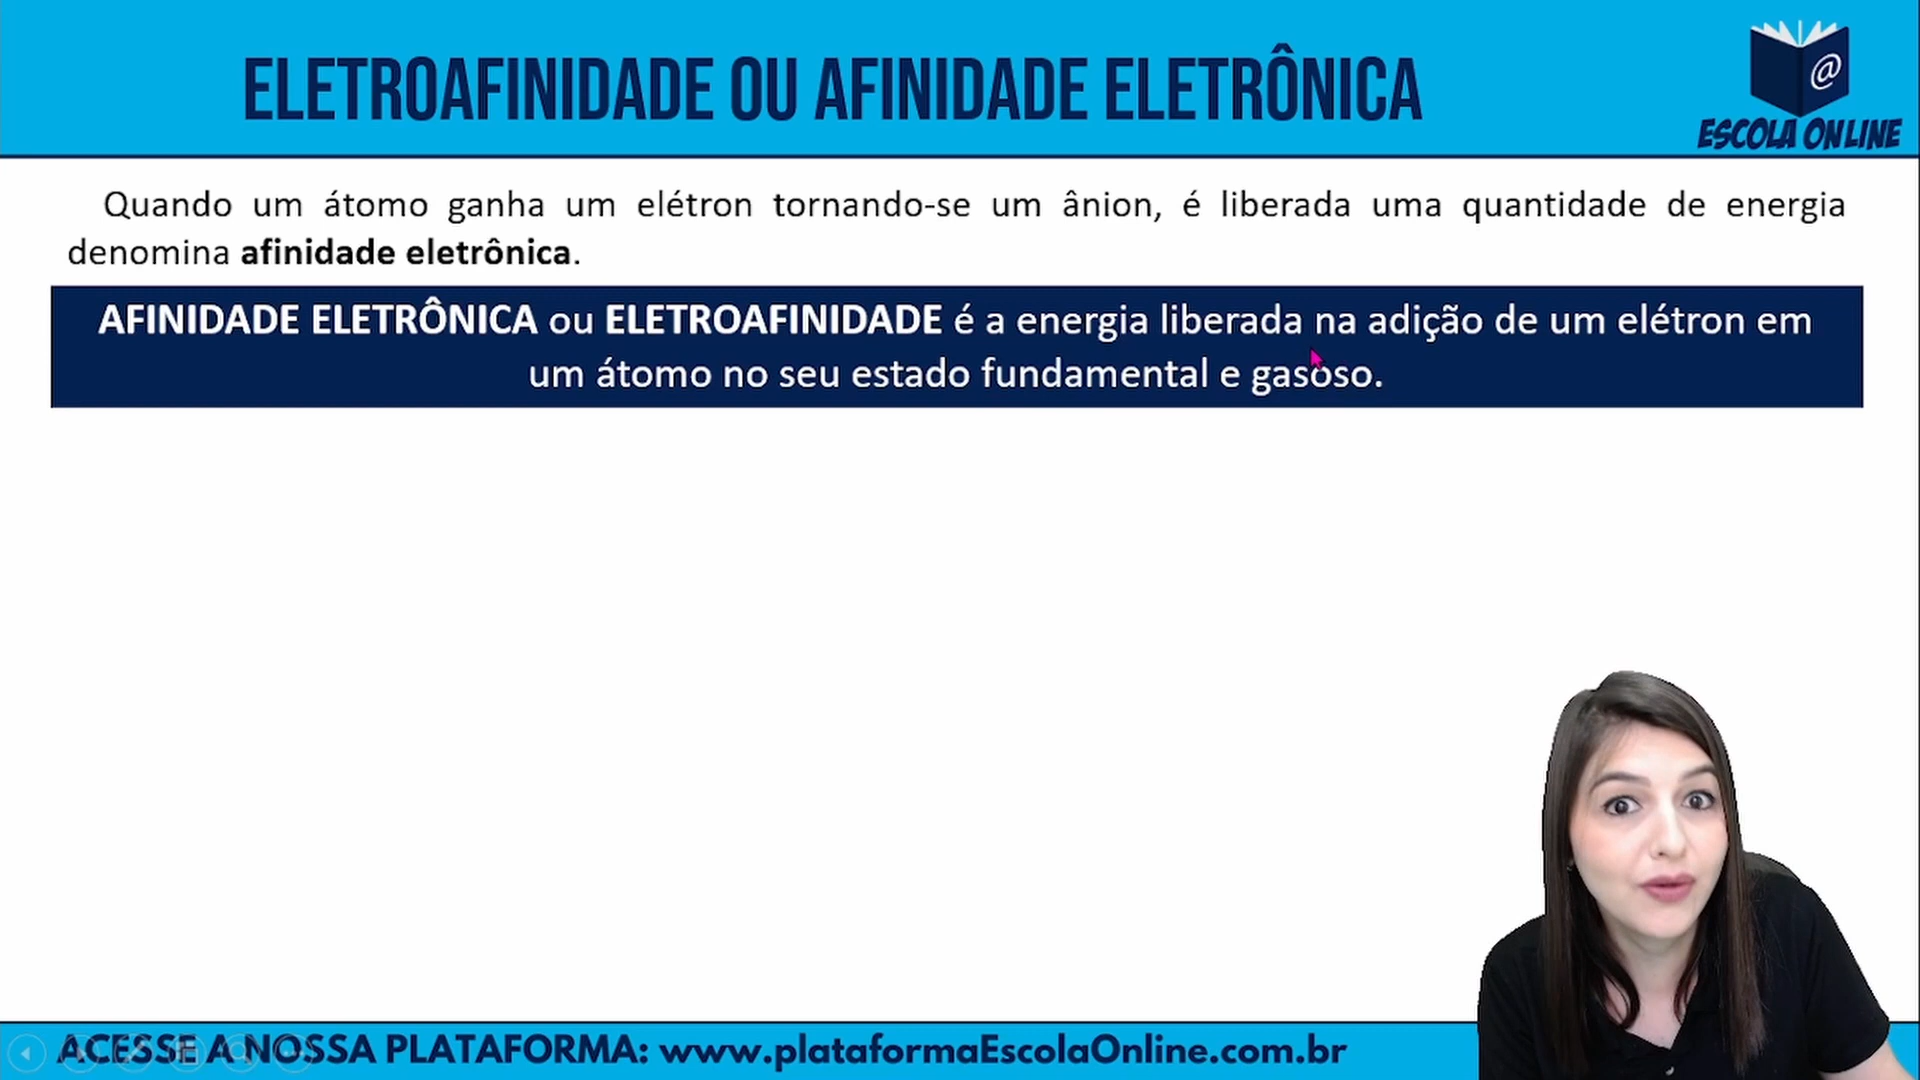 ELETROAFINIDADE OU AFINIDADE ELETRÔNICA
@
ESCOLA ONLINE
Quando um átomo ganha um elétron tornando-se um ânion, é liberada uma quantidade de energia
denomina afinidade eletrônica.
AFINIDADE ELETRÔNICA ou ELETROAFINIDADE é a energia liberada na adição de um elétron em
um átomo no seu estado fundamental e gasoso.
ACESSE A NOSSA PLATAFORMA: www.plataformaEscolaOnline.com.br